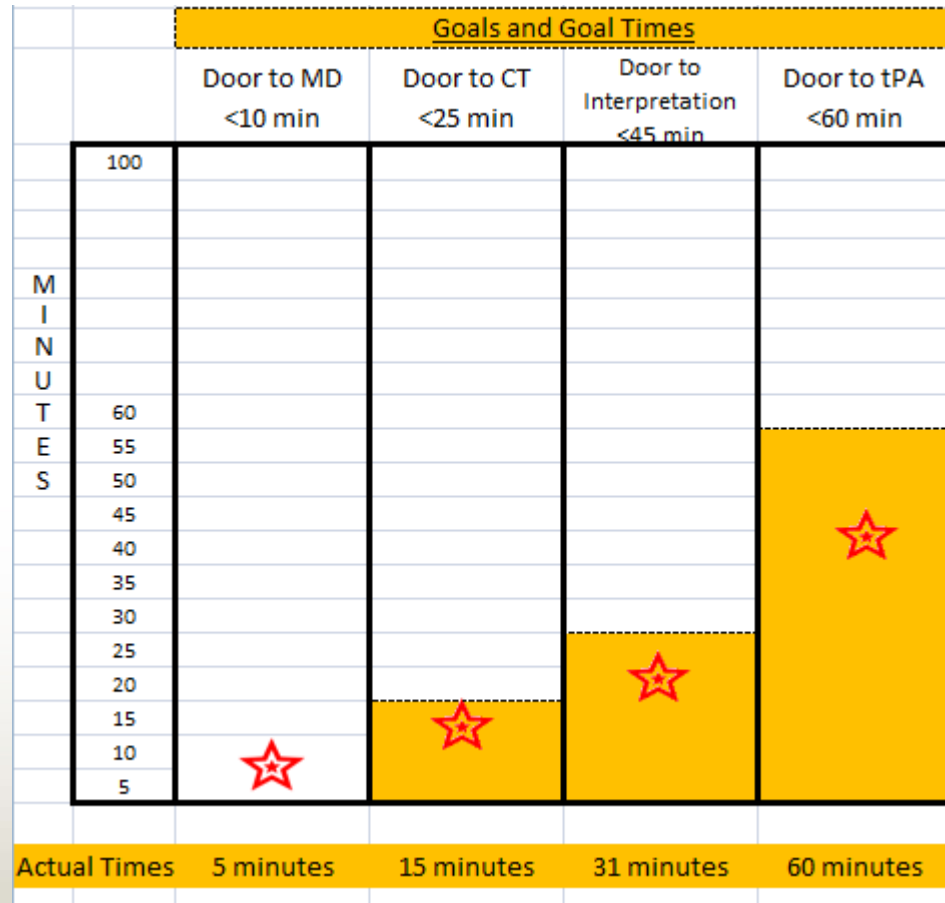 Goals and Goal Times
Door to MD
<10 min
Door to CT
<25 min
Door to
Interpretation
<45 min
Door to tPA
<60 min
100
M
I
N
U
T
E
S
60
55
50
45
40
35
30
25
20
15
10
5
Actual Times 5 minutes 15 minutes 31 minutes 60 minutes